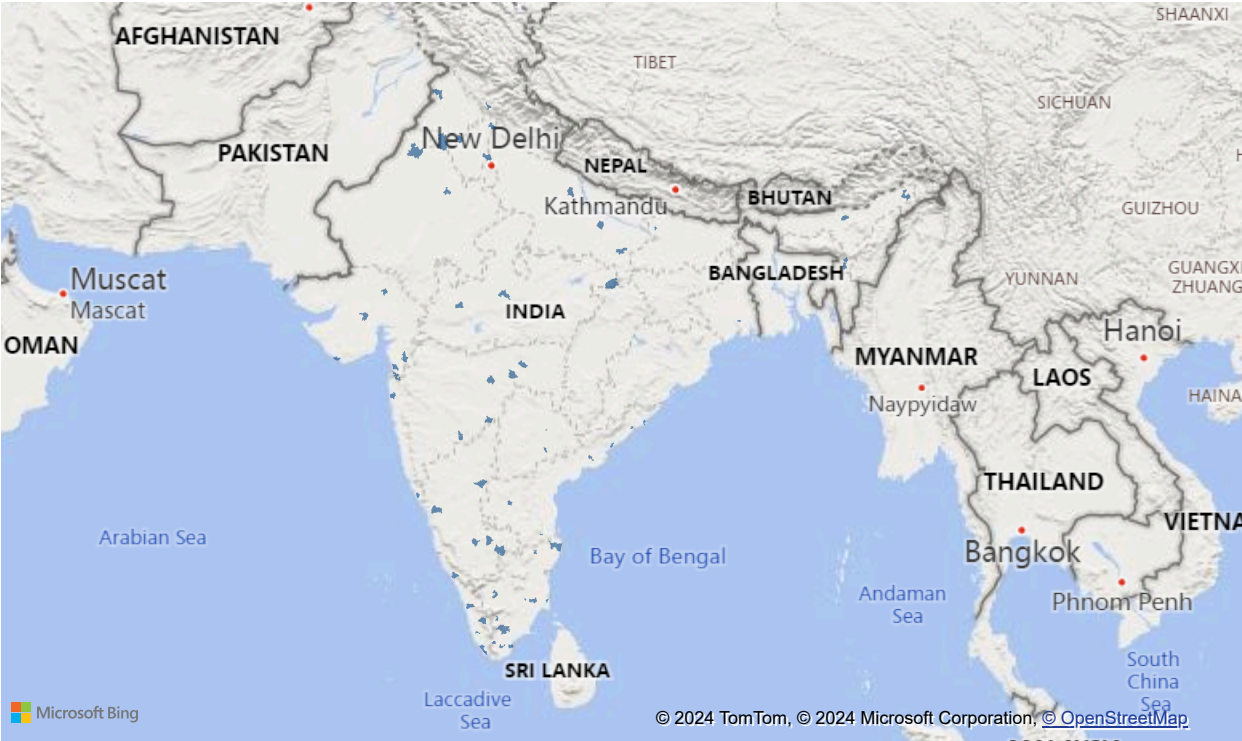 SHAANXI
AFGHANISTAN
TIBET
SICHUAN
New Delhi
PAKISTAN
NEPAL
BHUTAN
Kathmandu
GUIZHOU
BANGLADESH
YUNNAN
GUANGXI
ZHUANG
Muscat
Mascat
INDIA
OMAN
Hanoi
MYANMAR
LAOS
Naypyidaw
HAINA
THAILAND
VIETNA
Arabian Sea
Bay of Bengal
Bangkok
Andaman
Sea
Phnom Penh
SRI LANKA
South
China
Sea
Laccadive
Sea
Microsoft Bing
© 2024 TomTom, © 2024 Microsoft Corporation, © OpenStreetMap